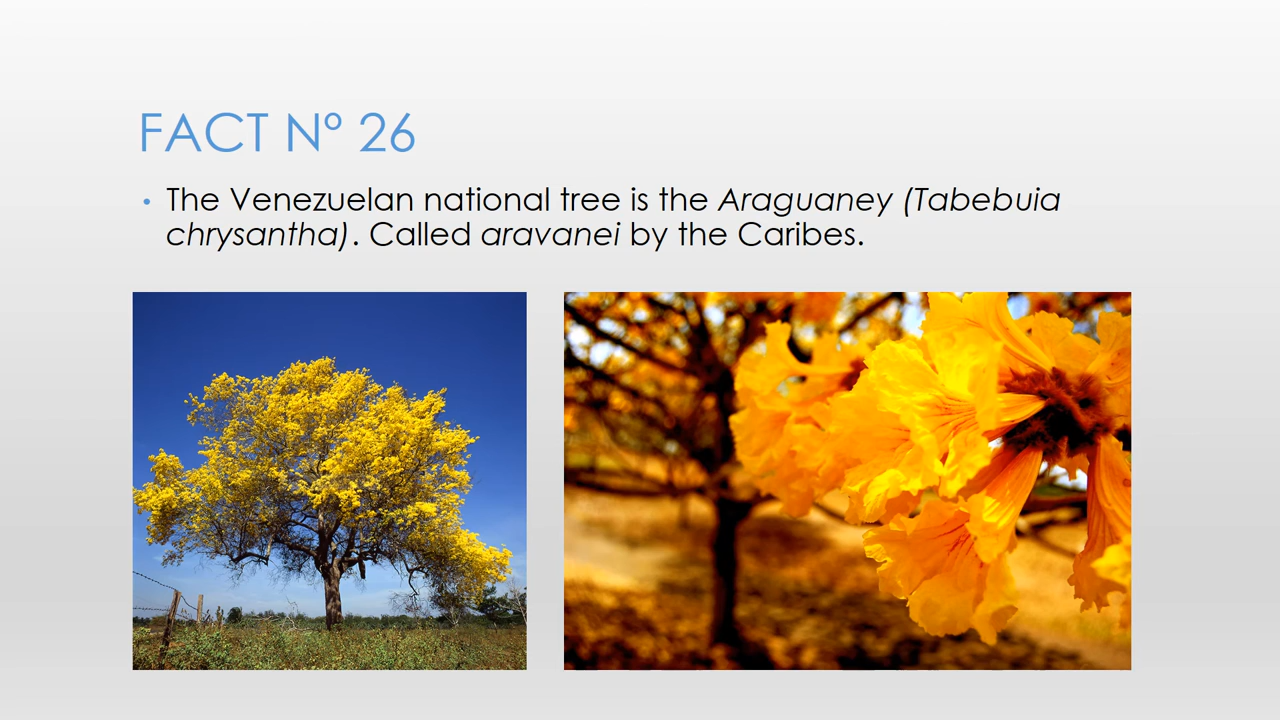 FACT Nº 26
• The Venezuelan national tree is the Araguaney (Tabebuia
chrysantha). Called aravanei by the Caribes.